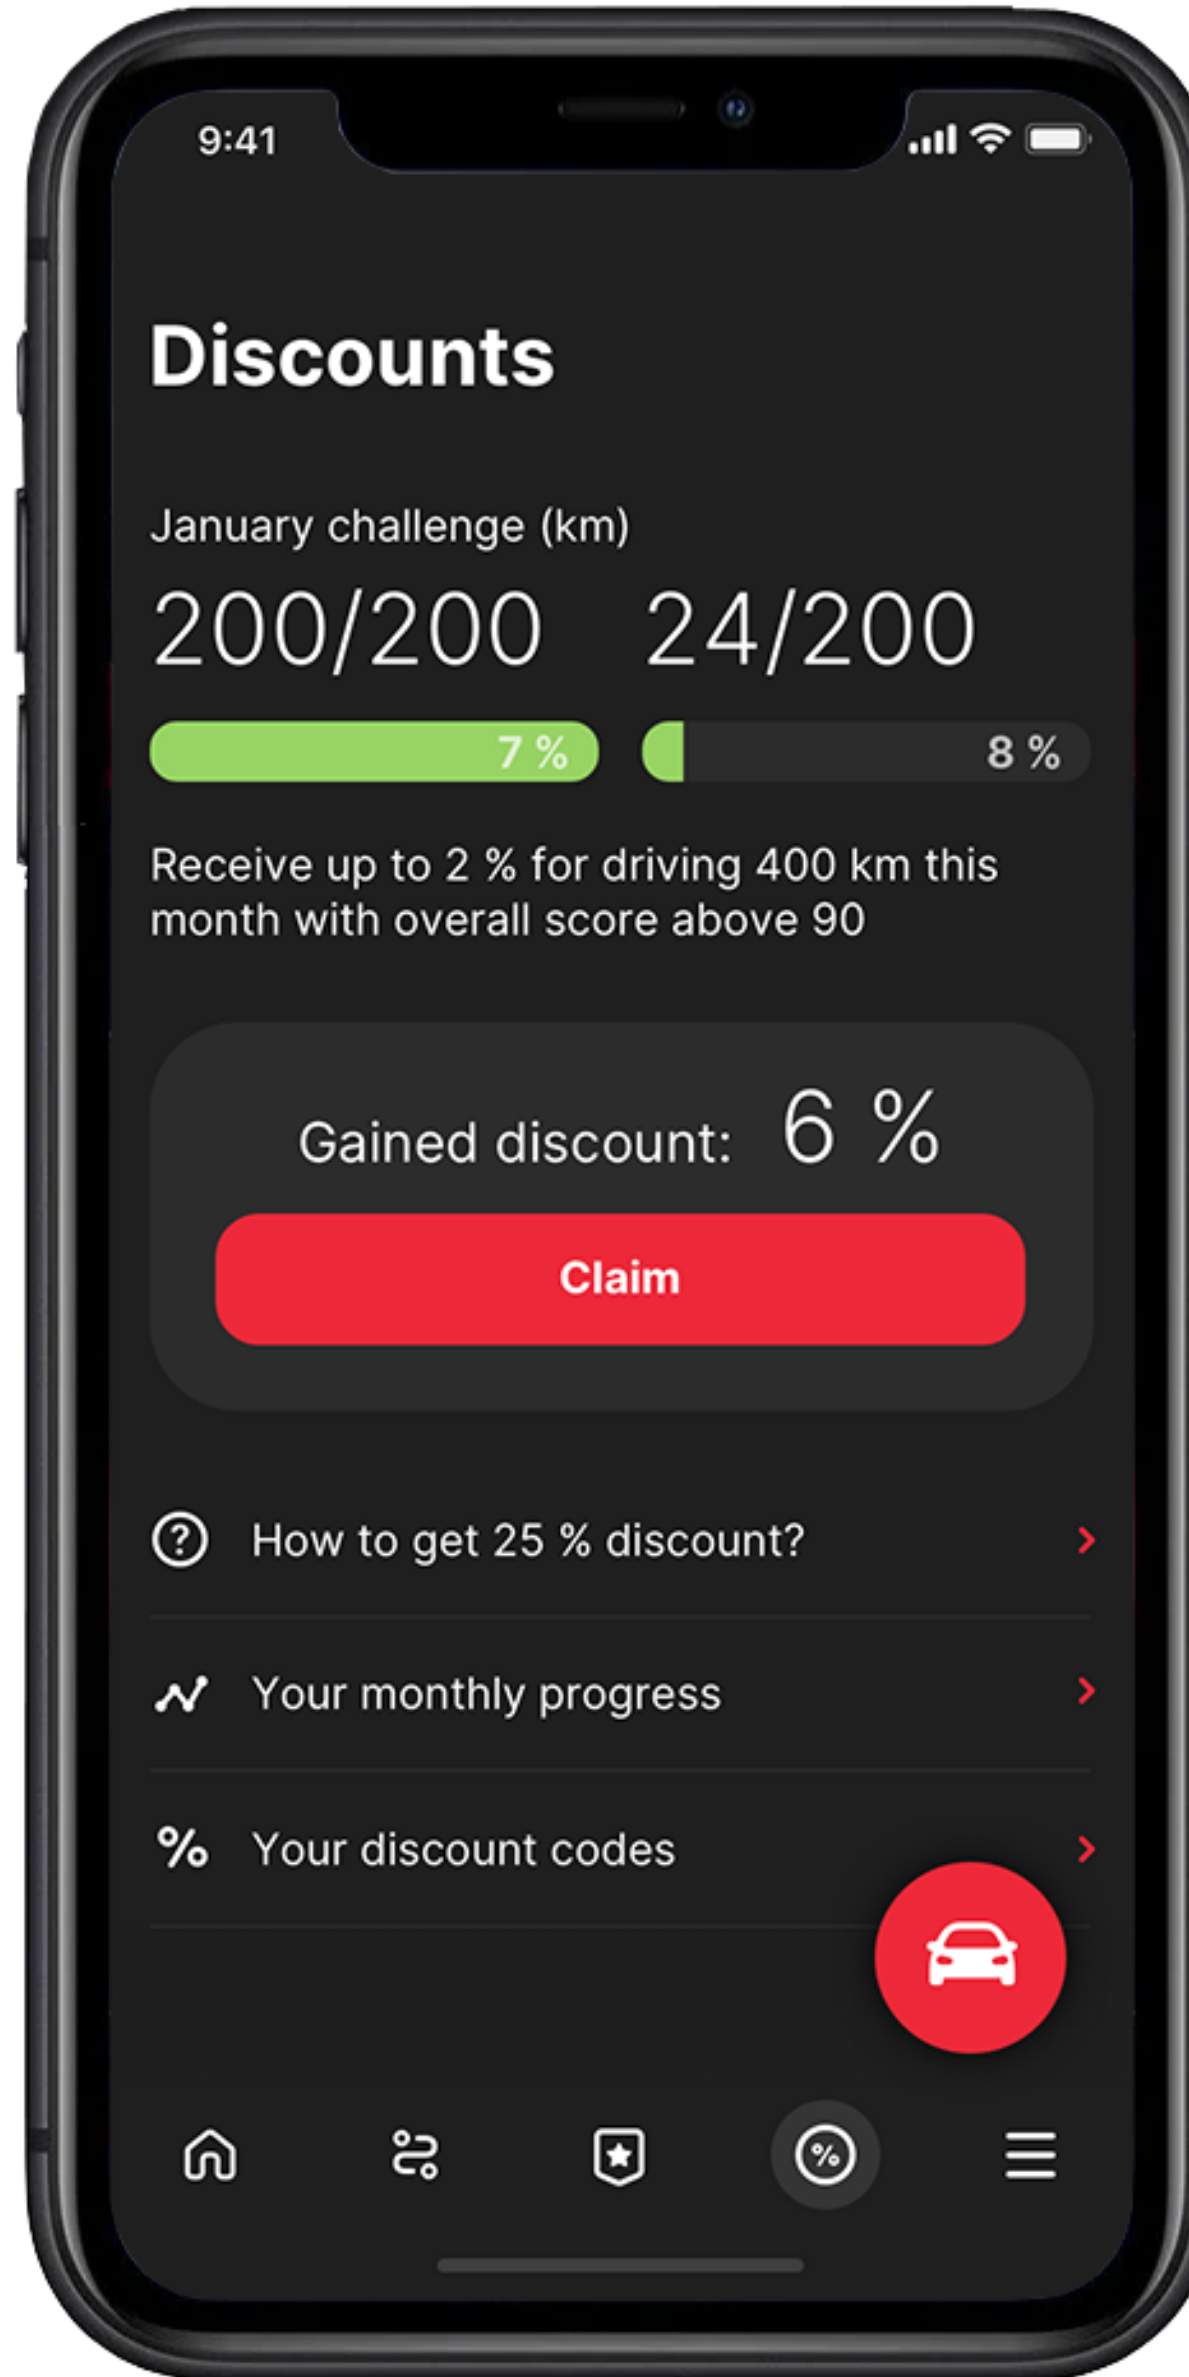 9:41
Discounts
January challenge (km)
200/200 24/200
7 % 8 %
Receive up to 2 % for driving 400 km this
month with overall score above 90
Gained discount: 6 %
Claim
How to get 25 % discount?
Your monthly progress
% Your discount codes
%